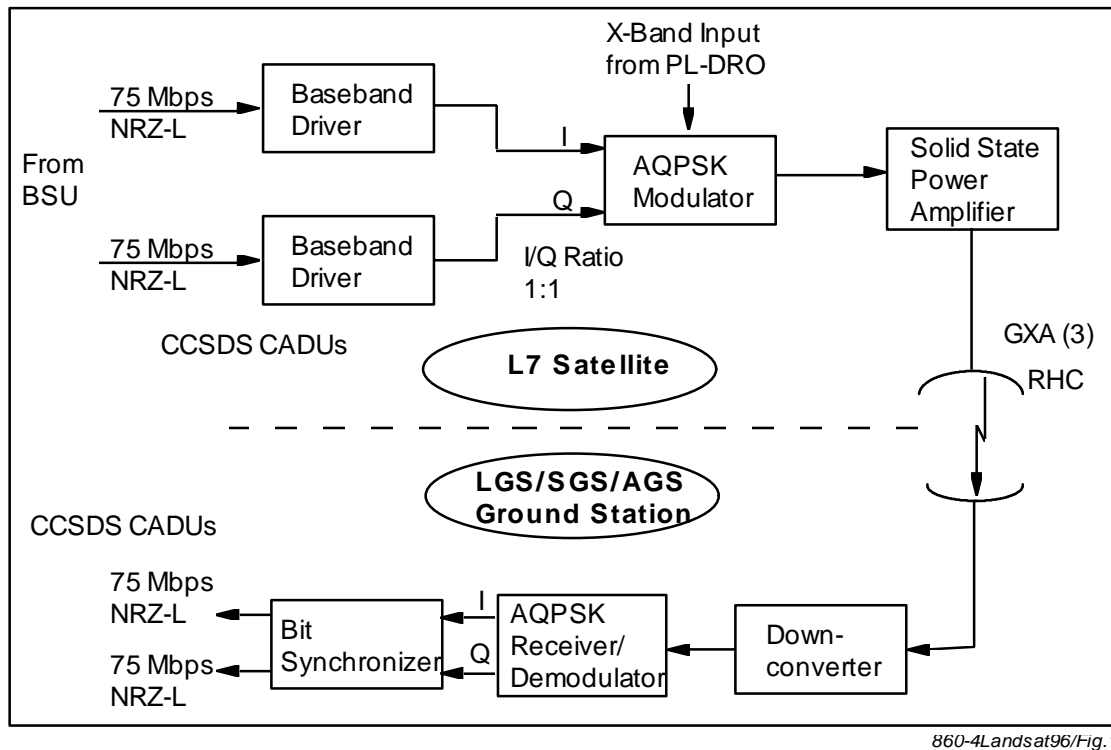 X-Band Input
from PL-DRO
75 Mbps
NRZ-L
Baseband
Driver
I
AQPSK
Modulator
Solid State
Power
Amplifier
From
BSU
Q
75 Mbps
NRZ-L
Baseband
Driver
I/Q Ratio
1:1
CCSDS CADUs
L7 Satellite
GXA (3)
RHC
LGS/SGS/AGS
Ground Station
CCSDS CADUs
75 Mbps
NRZ-L
I
AQPSK
Receiver/
Demodulator
Bit
Synchronizer
Q
Down-
converter
75 Mbps
NRZ-L
860-4Landsat96/Fig.